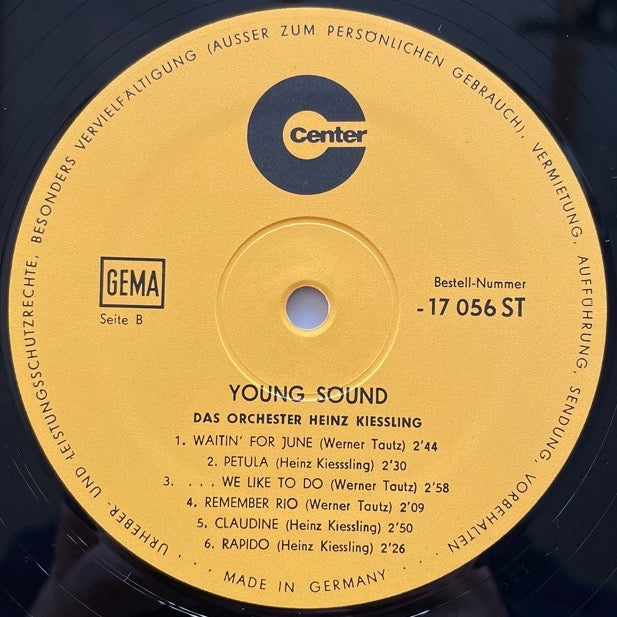 URHEBER- UND LEISTUNGSSCHUTZRECHTE, BESONDERS VERVIELFÄLTIGUNG (AUSSER ZUM PERSÖNLICHEN GEBRAUCH), VERMIETUNG, AUFFÜHRUNG, SENDUNG, VORBEHALTEN
Center
GEMA
Seite B
Bestell-Nummer
- 17 056 ST
YOUNG SOUND
DAS ORCHESTER HEINZ KIESSLING
1. WAITIN' FOR JUNE (Werner Tautz) 2'44
2. PETULA (Heinz Kiesssling) 2'30
3. . . . . WE LIKE TO DO (Werner Tautz) 2'58
4. REMEMBER RIO (Werner Tautz) 2'09
5. CLAUDINE (Heinz Kiessling) 2'50
6. RAPIDO (Heinz Kiessling) 2'26
. . . MADE IN GERMANY . . .